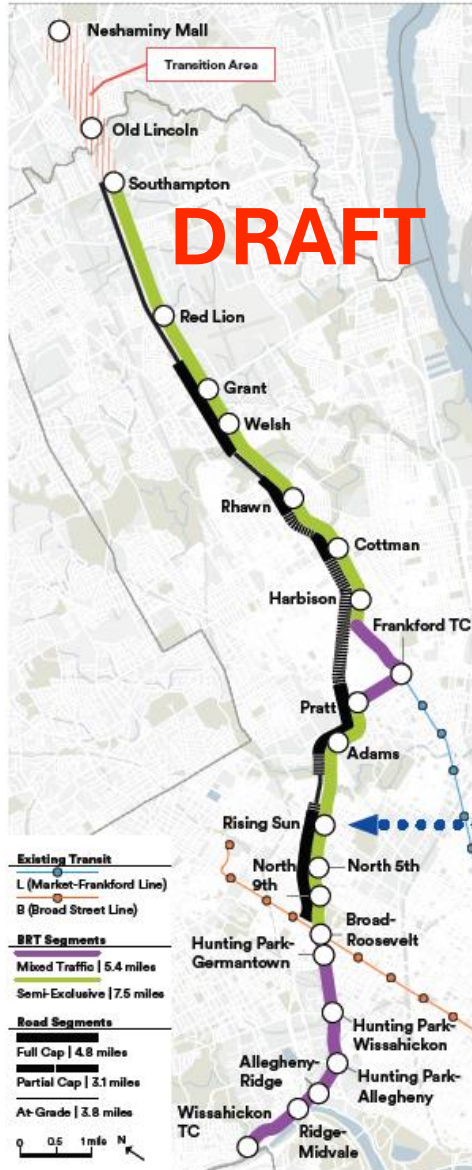 Neshaminy Mall
Transition Area
Old Lincoln
Southampton
DRAFT
Red Lion
Grant
Welsh
Rhawn
Cottman
Harbison
Frankford TC
Pratt
Adams
Rising Sun
North 5th
North
9th
Broad-
Roosevelt
Hunting Park-
Germantown
Hunting Park-
Wissahickon
Hunting Park-
Allegheny
Allegheny-
Ridge
Ridge-
Midvale
Wissahickon
TC
Existing Transit
L (Market-Frankford Line)
B (Broad Street Line)
BRT Segments
Mixed Traffic | 5.4 miles
Semi-Exclusive | 7.5 miles
Road Segments
Full Cap | 4.8 miles
Partial Cap | 3.1 miles
At-Grade | 3.8 miles
0 0.5 1 mile N